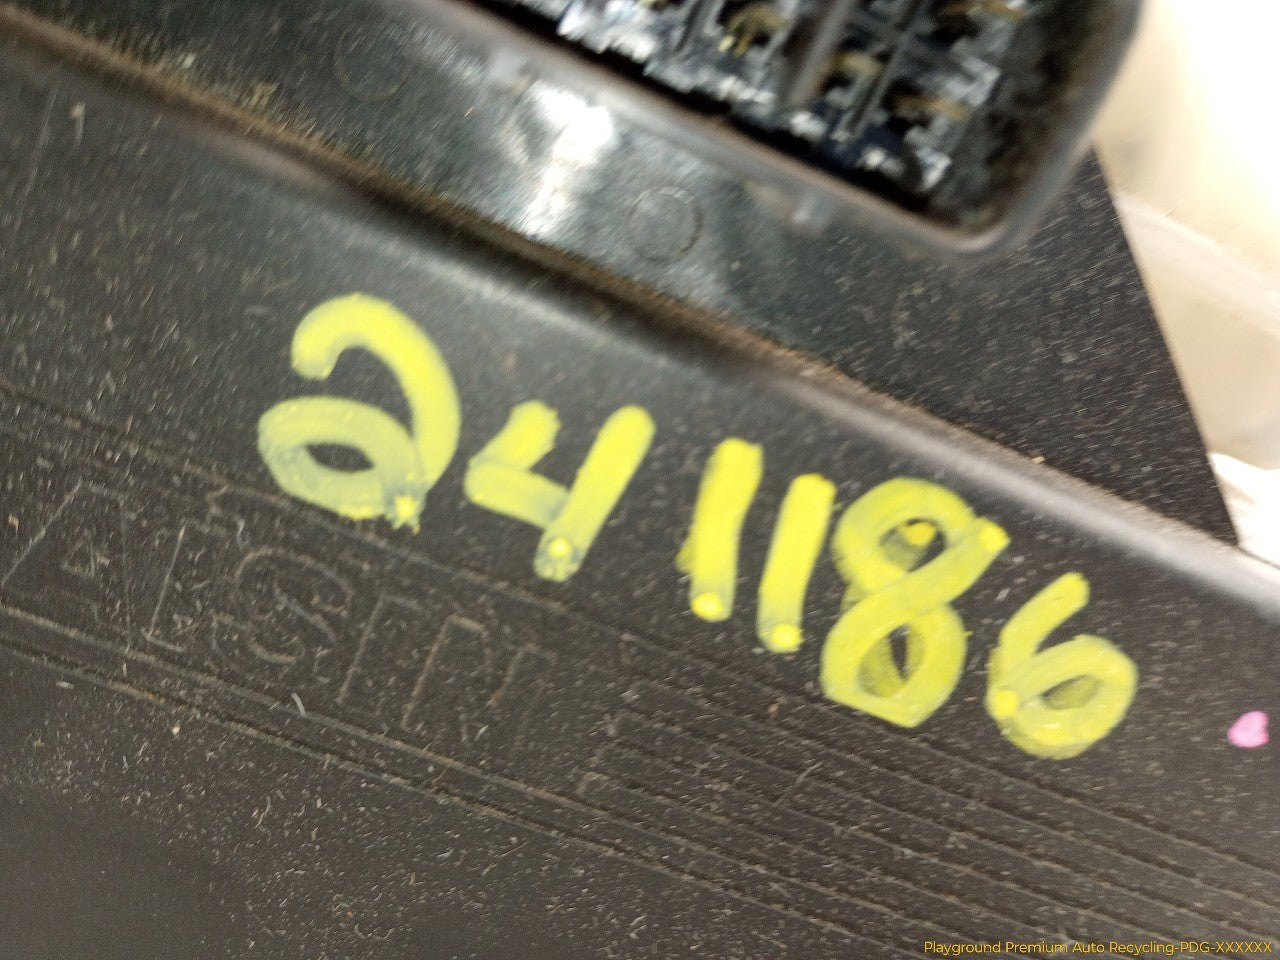 241186
Playground Premium Auto Recycling-PDG-XXXXXX